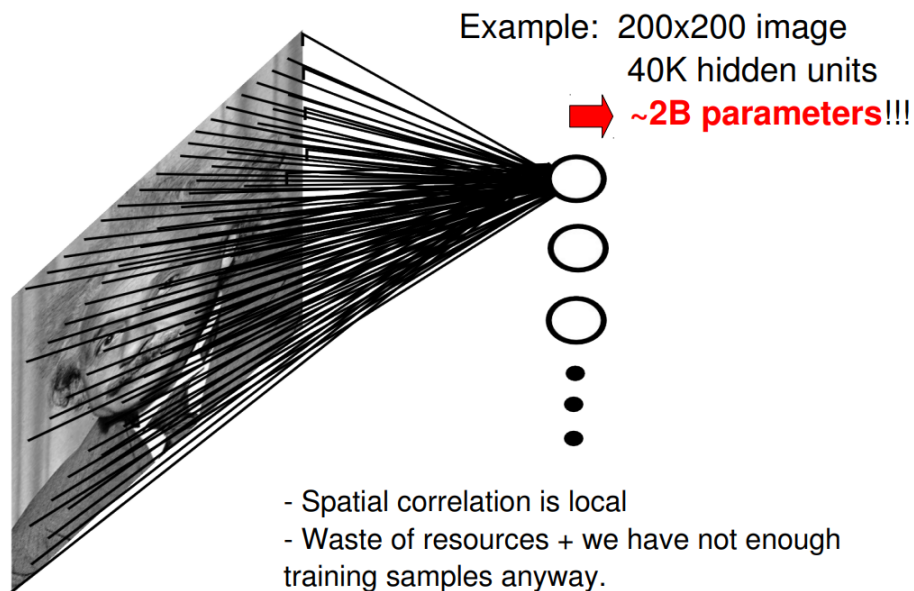 Example: 200x200 image
40K hidden units
~2B parameters!!!
- Spatial correlation is local
- Waste of resources + we have not enough
training samples anyway.